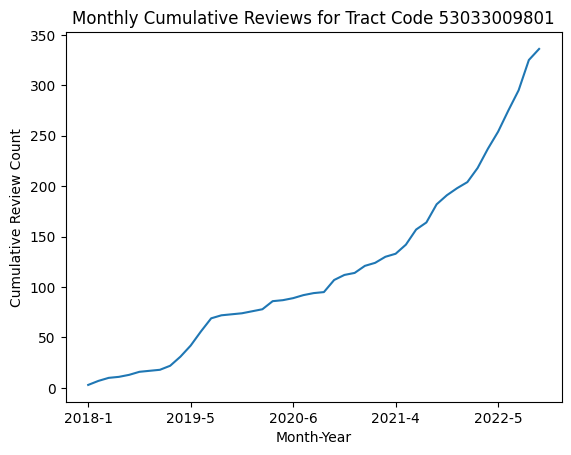 Monthly Cumulative Reviews for Tract Code 53033009801
350
300
250
200
150
100
50
0
Cumulative Review Count
2018-1 2019-5 2020-6 2021-4 2022-5
Month-Year